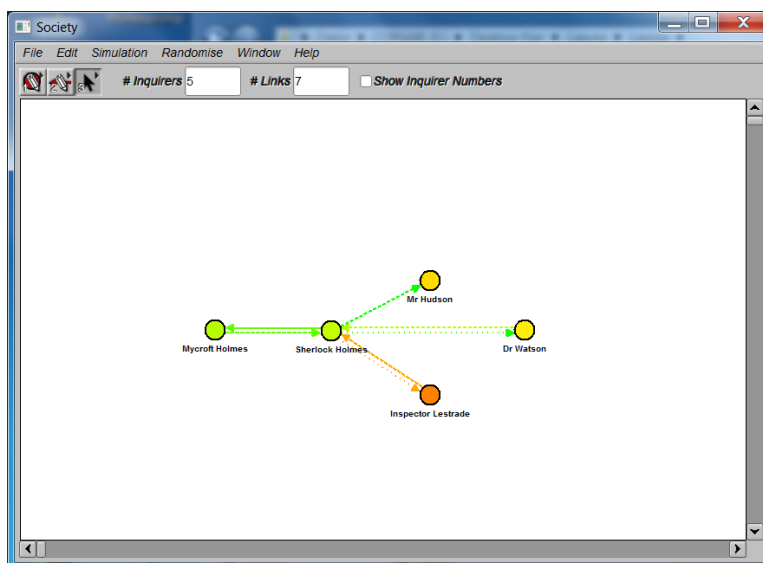 Society
File Edit Simulation Randomise Window Help
# Inquirers 5 # Links 7 Show Inquirer Numbers
Mr Hudson
Mycroft Holmes Sherlock Holmes Dr Watson
Inspector Lestrade